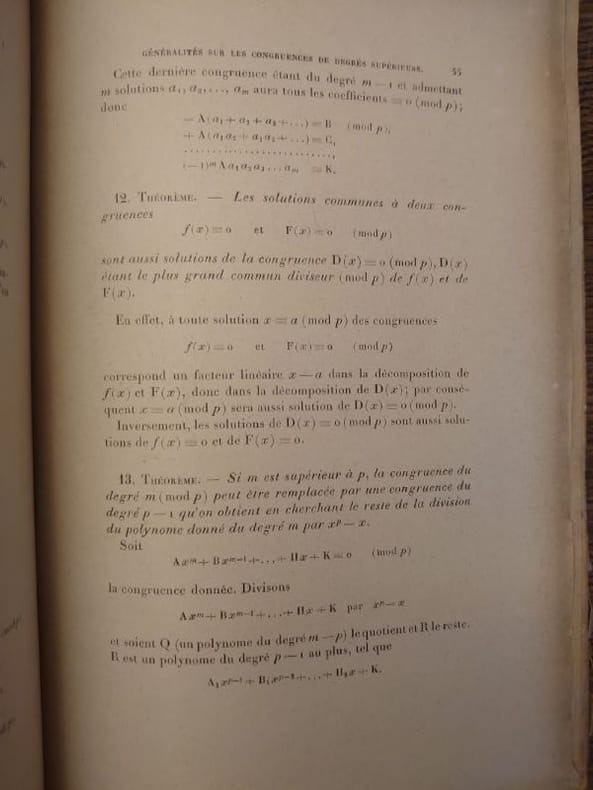 GÉNÉRALITÉS SUR LES CONGRUENCES DE DEGRÉS SUPÉRIEURS. 55
Cette dernière congruence étant du degré m — 1 et admettant
m solutions a₁, a₂, ..., aₘ aura tous les coefficients ≡ 0 (mod p);
donc
— A(a₁ + a₂ + a₃ + ...) ≡ B (mod p),
+ A(a₁a₂ + a₁a₃ + ...) ≡ C,
......................................,
(—1)ᵐ A a₁a₂a₃...aₘ ≡ K.
12. THÉORÈME. — Les solutions communes à deux con-
gruences
f(x) ≡ 0 et F(x) ≡ 0 (mod p)
sont aussi solutions de la congruence D(x) ≡ 0 (mod p), D(x)
étant le plus grand commun diviseur (mod p) de f(x) et de
F(x).
En effet, à toute solution x ≡ a (mod p) des congruences
f(x) ≡ 0 et F(x) ≡ 0 (mod p)
correspond un facteur linéaire x — a dans la décomposition de
f(x) et F(x), donc dans la décomposition de D(x); par consé-
quent x ≡ a (mod p) sera aussi solution de D(x) ≡ 0 (mod p).
Inversement, les solutions de D(x) ≡ 0 (mod p) sont aussi solu-
tions de f(x) ≡ 0 et de F(x) ≡ 0.
13. THÉORÈME. — Si m est supérieur à p, la congruence du
degré m (mod p) peut être remplacée par une congruence du
degré p — 1 qu'on obtient en cherchant le reste de la division
du polynome donné du degré m par xᵖ — x.
Soit
A xᵐ + B xᵐ⁻¹ + ... + H x + K ≡ 0 (mod p)
la congruence donnée. Divisons
A xᵐ + B xᵐ⁻¹ + ... + H x + K par xᵖ — x
et soient Q (un polynome du degré m — p) le quotient et R le reste.
R est un polynome du degré p — 1 au plus, tel que
A₁xᵖ⁻¹ + B₁xᵖ⁻² + ... + H₁x + K.